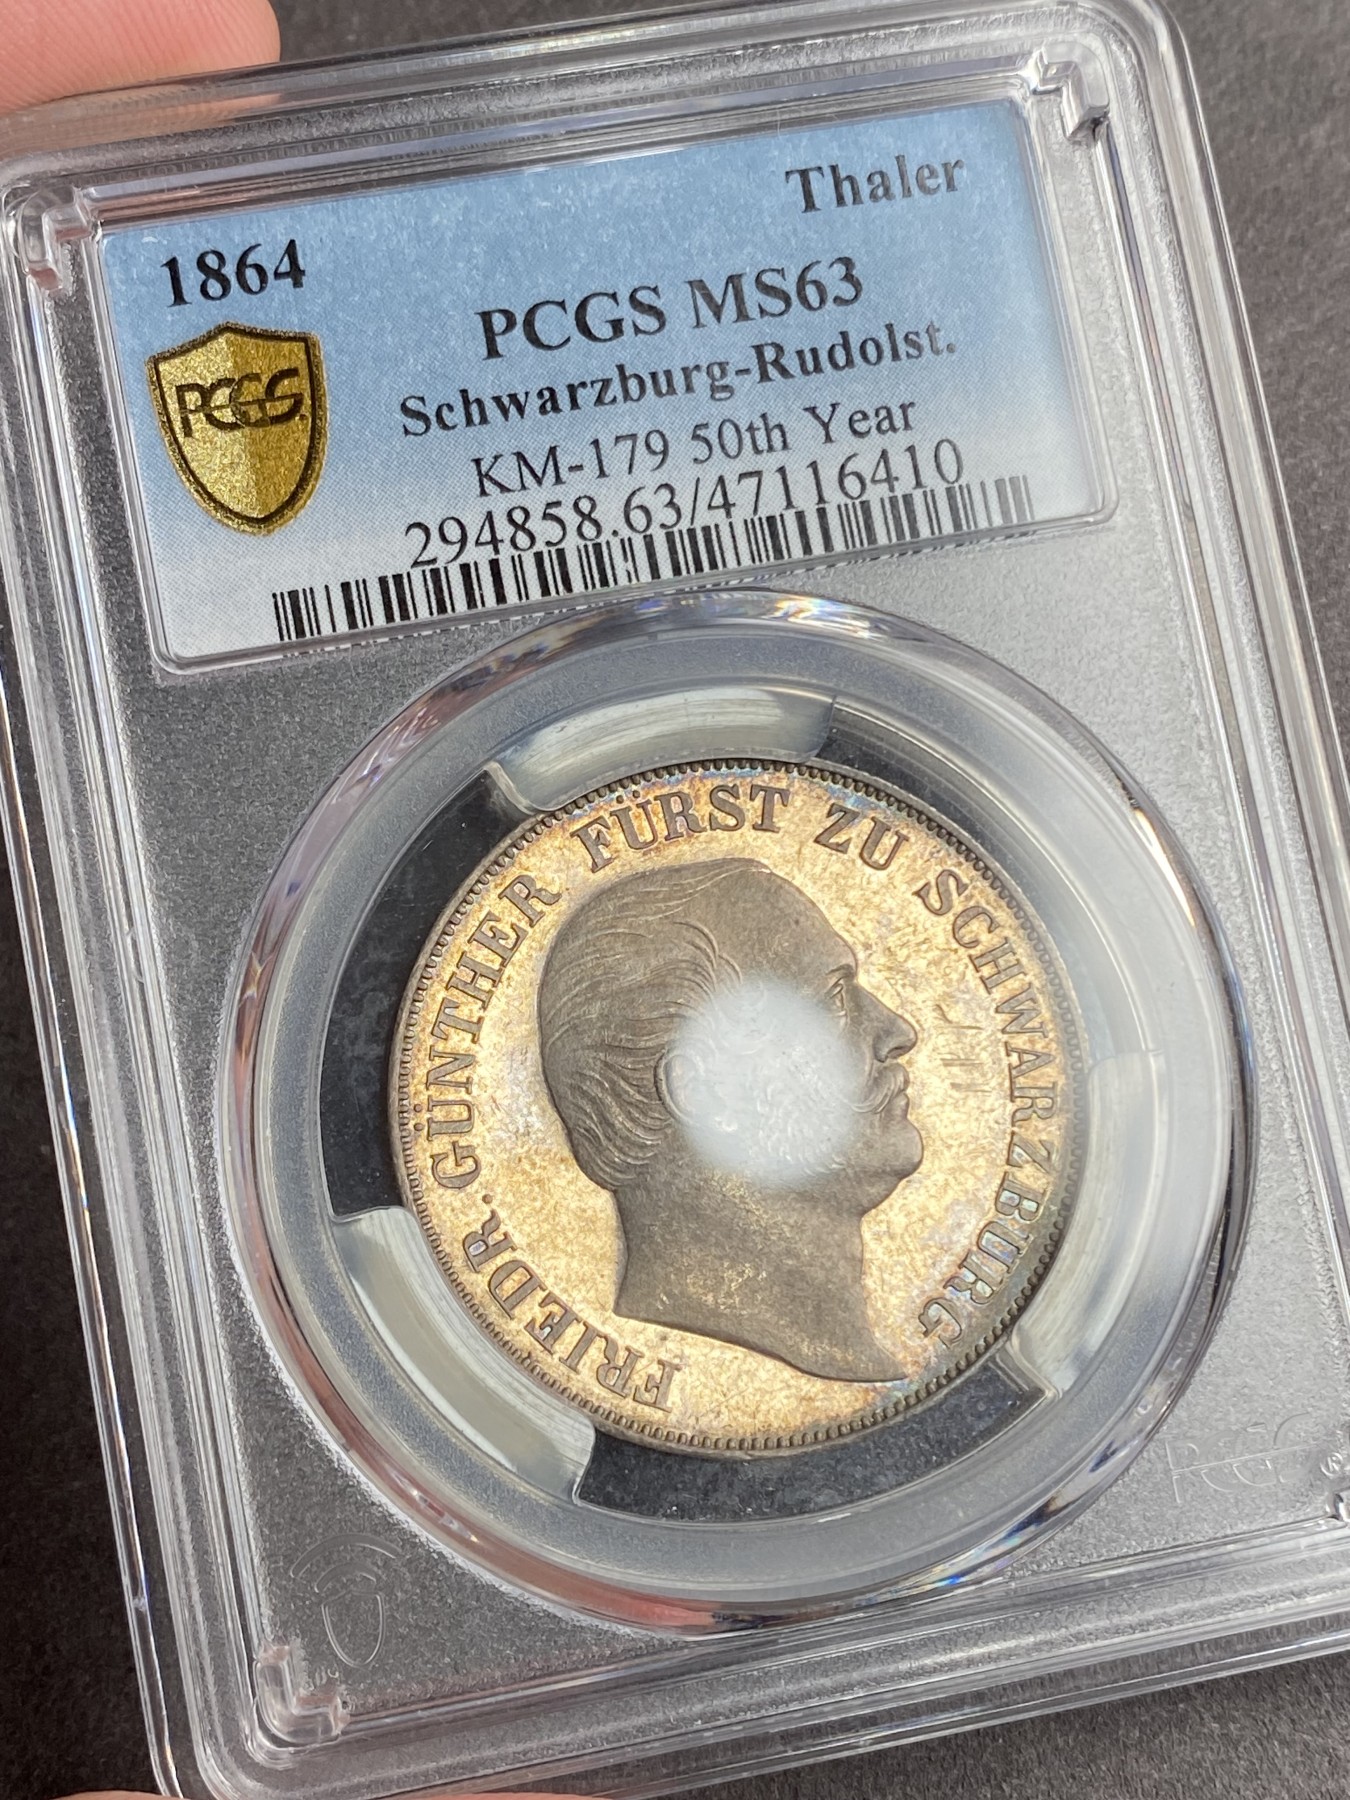 Thaler
1864
PCGS MS63
Schwarzburg-Rudolst.
KM-179 50th Year
294858.63/47116410
PCGS
FRIEDR. GÜNTHER FÜRST ZU SCHWARZBURG
PCGS